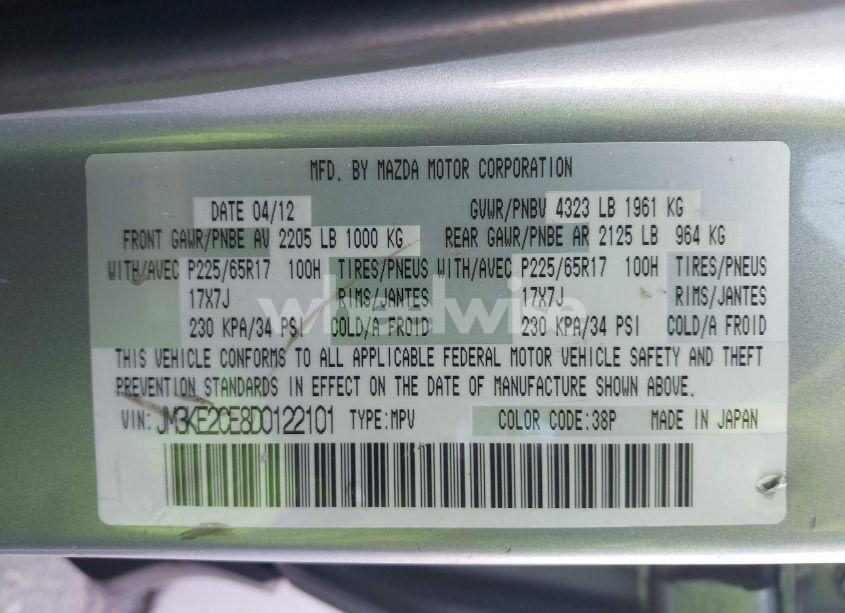 MFD. BY MAZDA MOTOR CORPORATION
DATE 04/12 GVWR/PNBV 4323 LB 1961 KG
FRONT GAWR/PNBE AV 2205 LB 1000 KG REAR GAWR/PNBE AR 2125 LB 964 KG
WITH/AVEC P225/65R17 100H TIRES/PNEUS WITH/AVEC P225/65R17 100H TIRES/PNEUS
17X7J RIMS/JANTES 17X7J RIMS/JANTES
230 KPA/34 PSI COLD/A FROID 230 KPA/34 PSI COLD/A FROID
THIS VEHICLE CONFORMS TO ALL APPLICABLE FEDERAL MOTOR VEHICLE SAFETY AND THEFT
PREVENTION STANDARDS IN EFFECT ON THE DATE OF MANUFACTURE SHOWN ABOVE.
VIN: JM3KE2CE8D0122101 TYPE:MPV COLOR CODE:38P MADE IN JAPAN